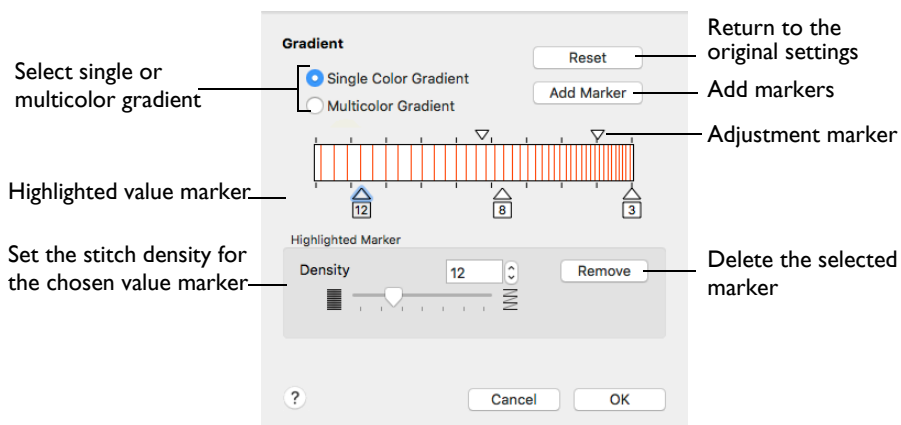 Gradient
Select single or
multicolor gradient
Single Color Gradient
Multicolor Gradient
Reset
Return to the
original settings
Add Marker
Add markers
Adjustment marker
Highlighted value marker
12
8
3
Highlighted Marker
Set the stitch density for
the chosen value marker
Density
12
Remove
Delete the selected
marker
?
Cancel
OK